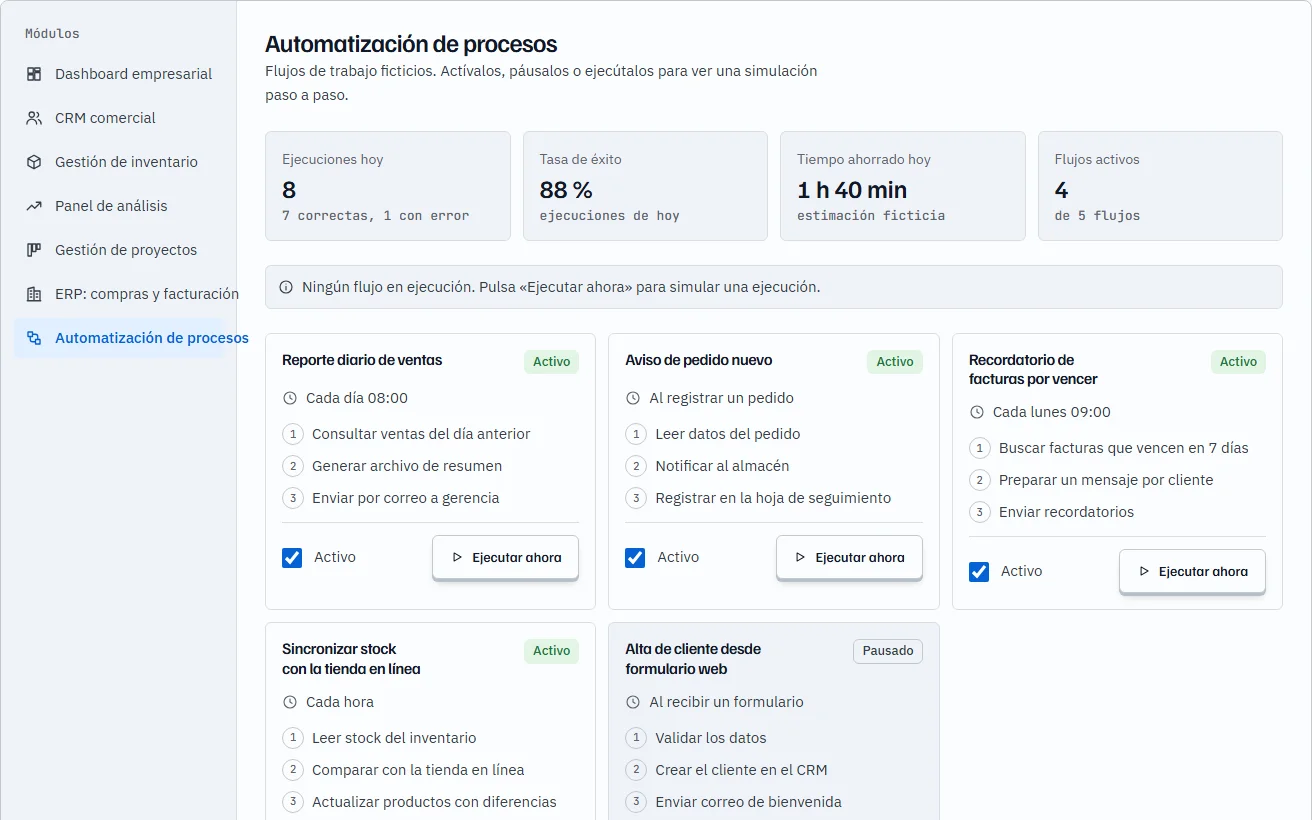 Módulos
Dashboard empresarial
CRM comercial
Gestión de inventario
Panel de análisis
Gestión de proyectos
ERP: compras y facturación
Automatización de procesos
Automatización de procesos
Flujos de trabajo ficticios. Actívalos, páusalos o ejecútalos para ver una simulación
paso a paso.
Ejecuciones hoy
8
7 correctas, 1 con error
Tasa de éxito
88 %
ejecuciones de hoy
Tiempo ahorrado hoy
1 h 40 min
estimación ficticia
Flujos activos
4
de 5 flujos
Ningún flujo en ejecución. Pulsa «Ejecutar ahora» para simular una ejecución.
Reporte diario de ventas
Activo
Cada día 08:00
1 Consultar ventas del día anterior
2 Generar archivo de resumen
3 Enviar por correo a gerencia
Activo
Ejecutar ahora
Aviso de pedido nuevo
Activo
Al registrar un pedido
1 Leer datos del pedido
2 Notificar al almacén
3 Registrar en la hoja de seguimiento
Activo
Ejecutar ahora
Recordatorio de
facturas por vencer
Activo
Cada lunes 09:00
1 Buscar facturas que vencen en 7 días
2 Preparar un mensaje por cliente
3 Enviar recordatorios
Activo
Ejecutar ahora
Sincronizar stock
con la tienda en línea
Activo
Cada hora
1 Leer stock del inventario
2 Comparar con la tienda en línea
3 Actualizar productos con diferencias
Alta de cliente desde
formulario web
Pausado
Al recibir un formulario
1 Validar los datos
2 Crear el cliente en el CRM
3 Enviar correo de bienvenida